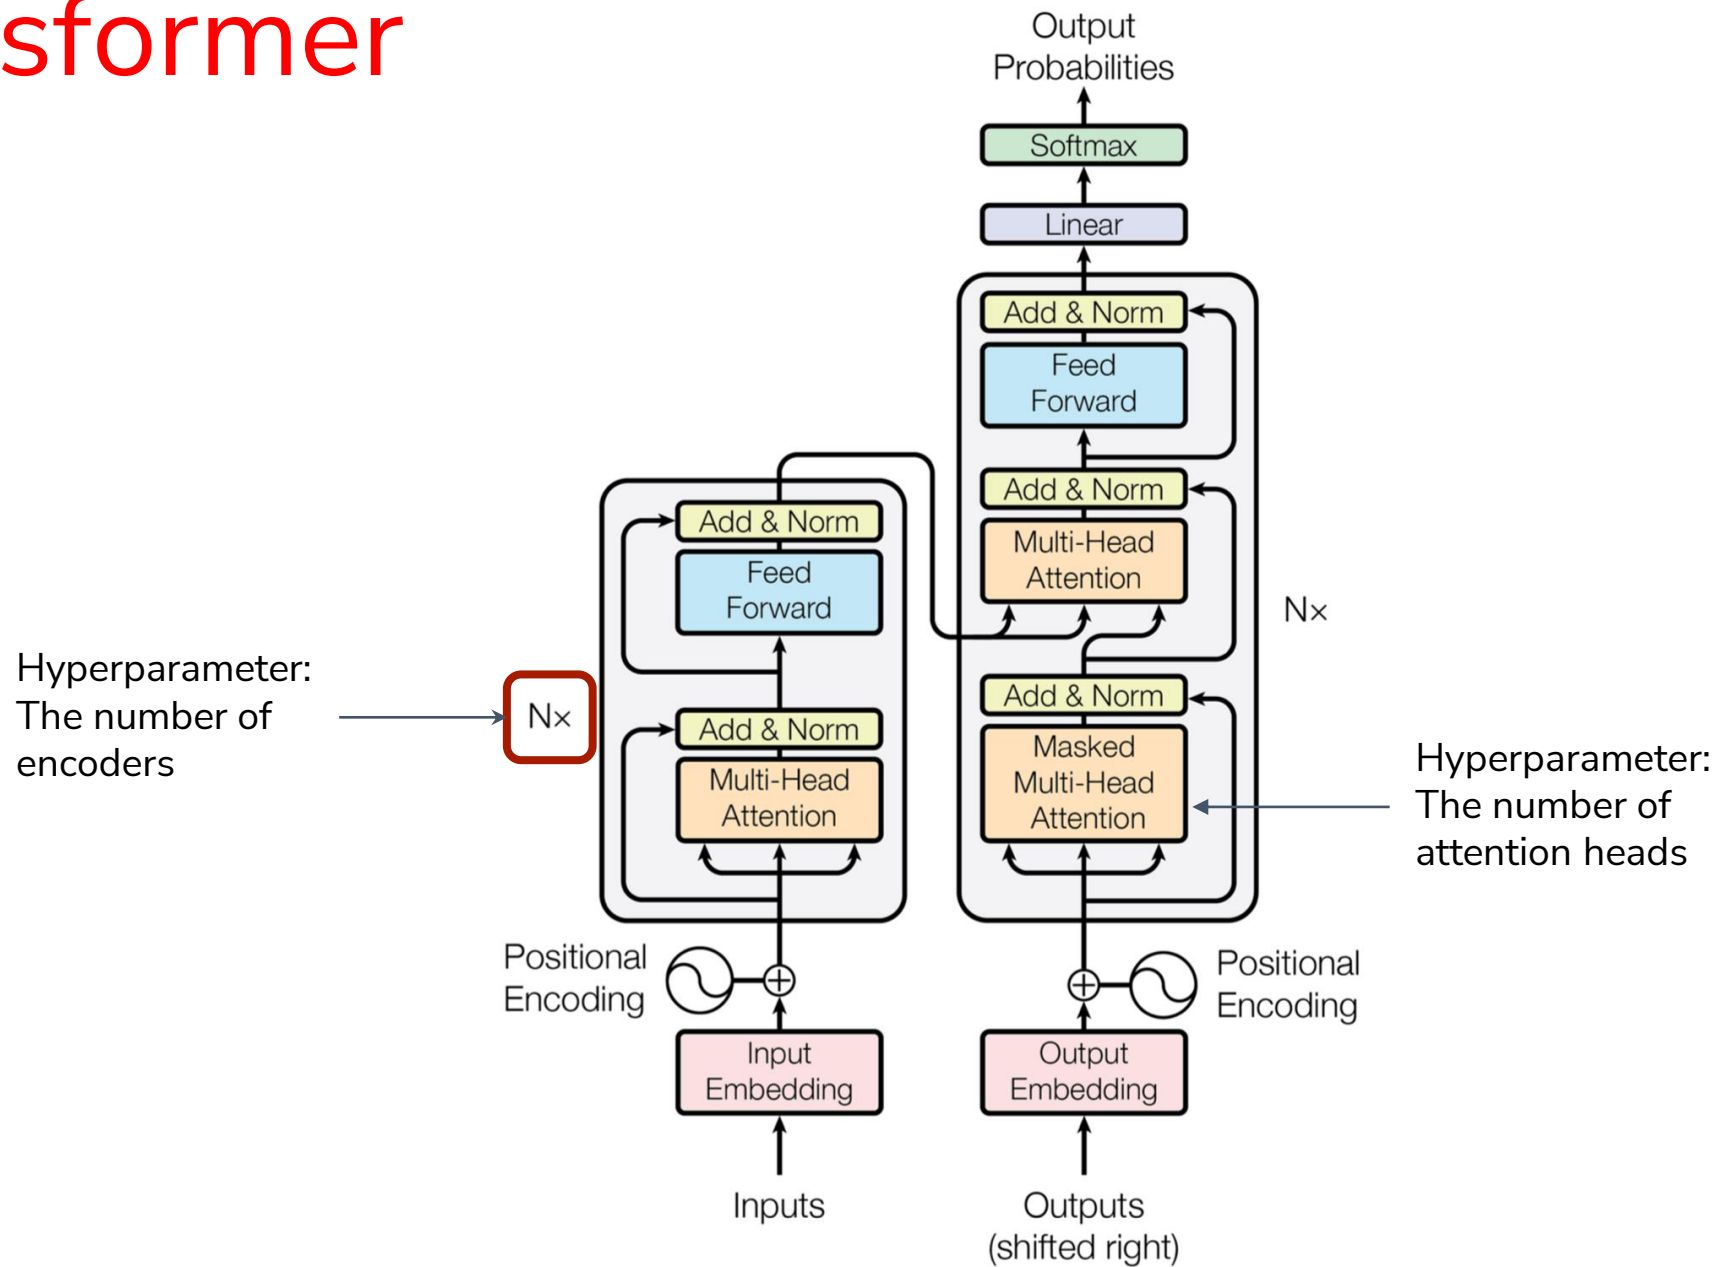 sformer
Output
Probabilities
Softmax
Linear
Add & Norm
Feed
Forward
Add & Norm
Multi-Head
Attention
Nx
Add & Norm
Masked
Multi-Head
Attention
Add & Norm
Feed
Forward
Add & Norm
Multi-Head
Attention
Nx
Hyperparameter:
The number of
encoders
Hyperparameter:
The number of
attention heads
Positional
Encoding
Positional
Encoding
Input
Embedding
Output
Embedding
Inputs
Outputs
(shifted right)